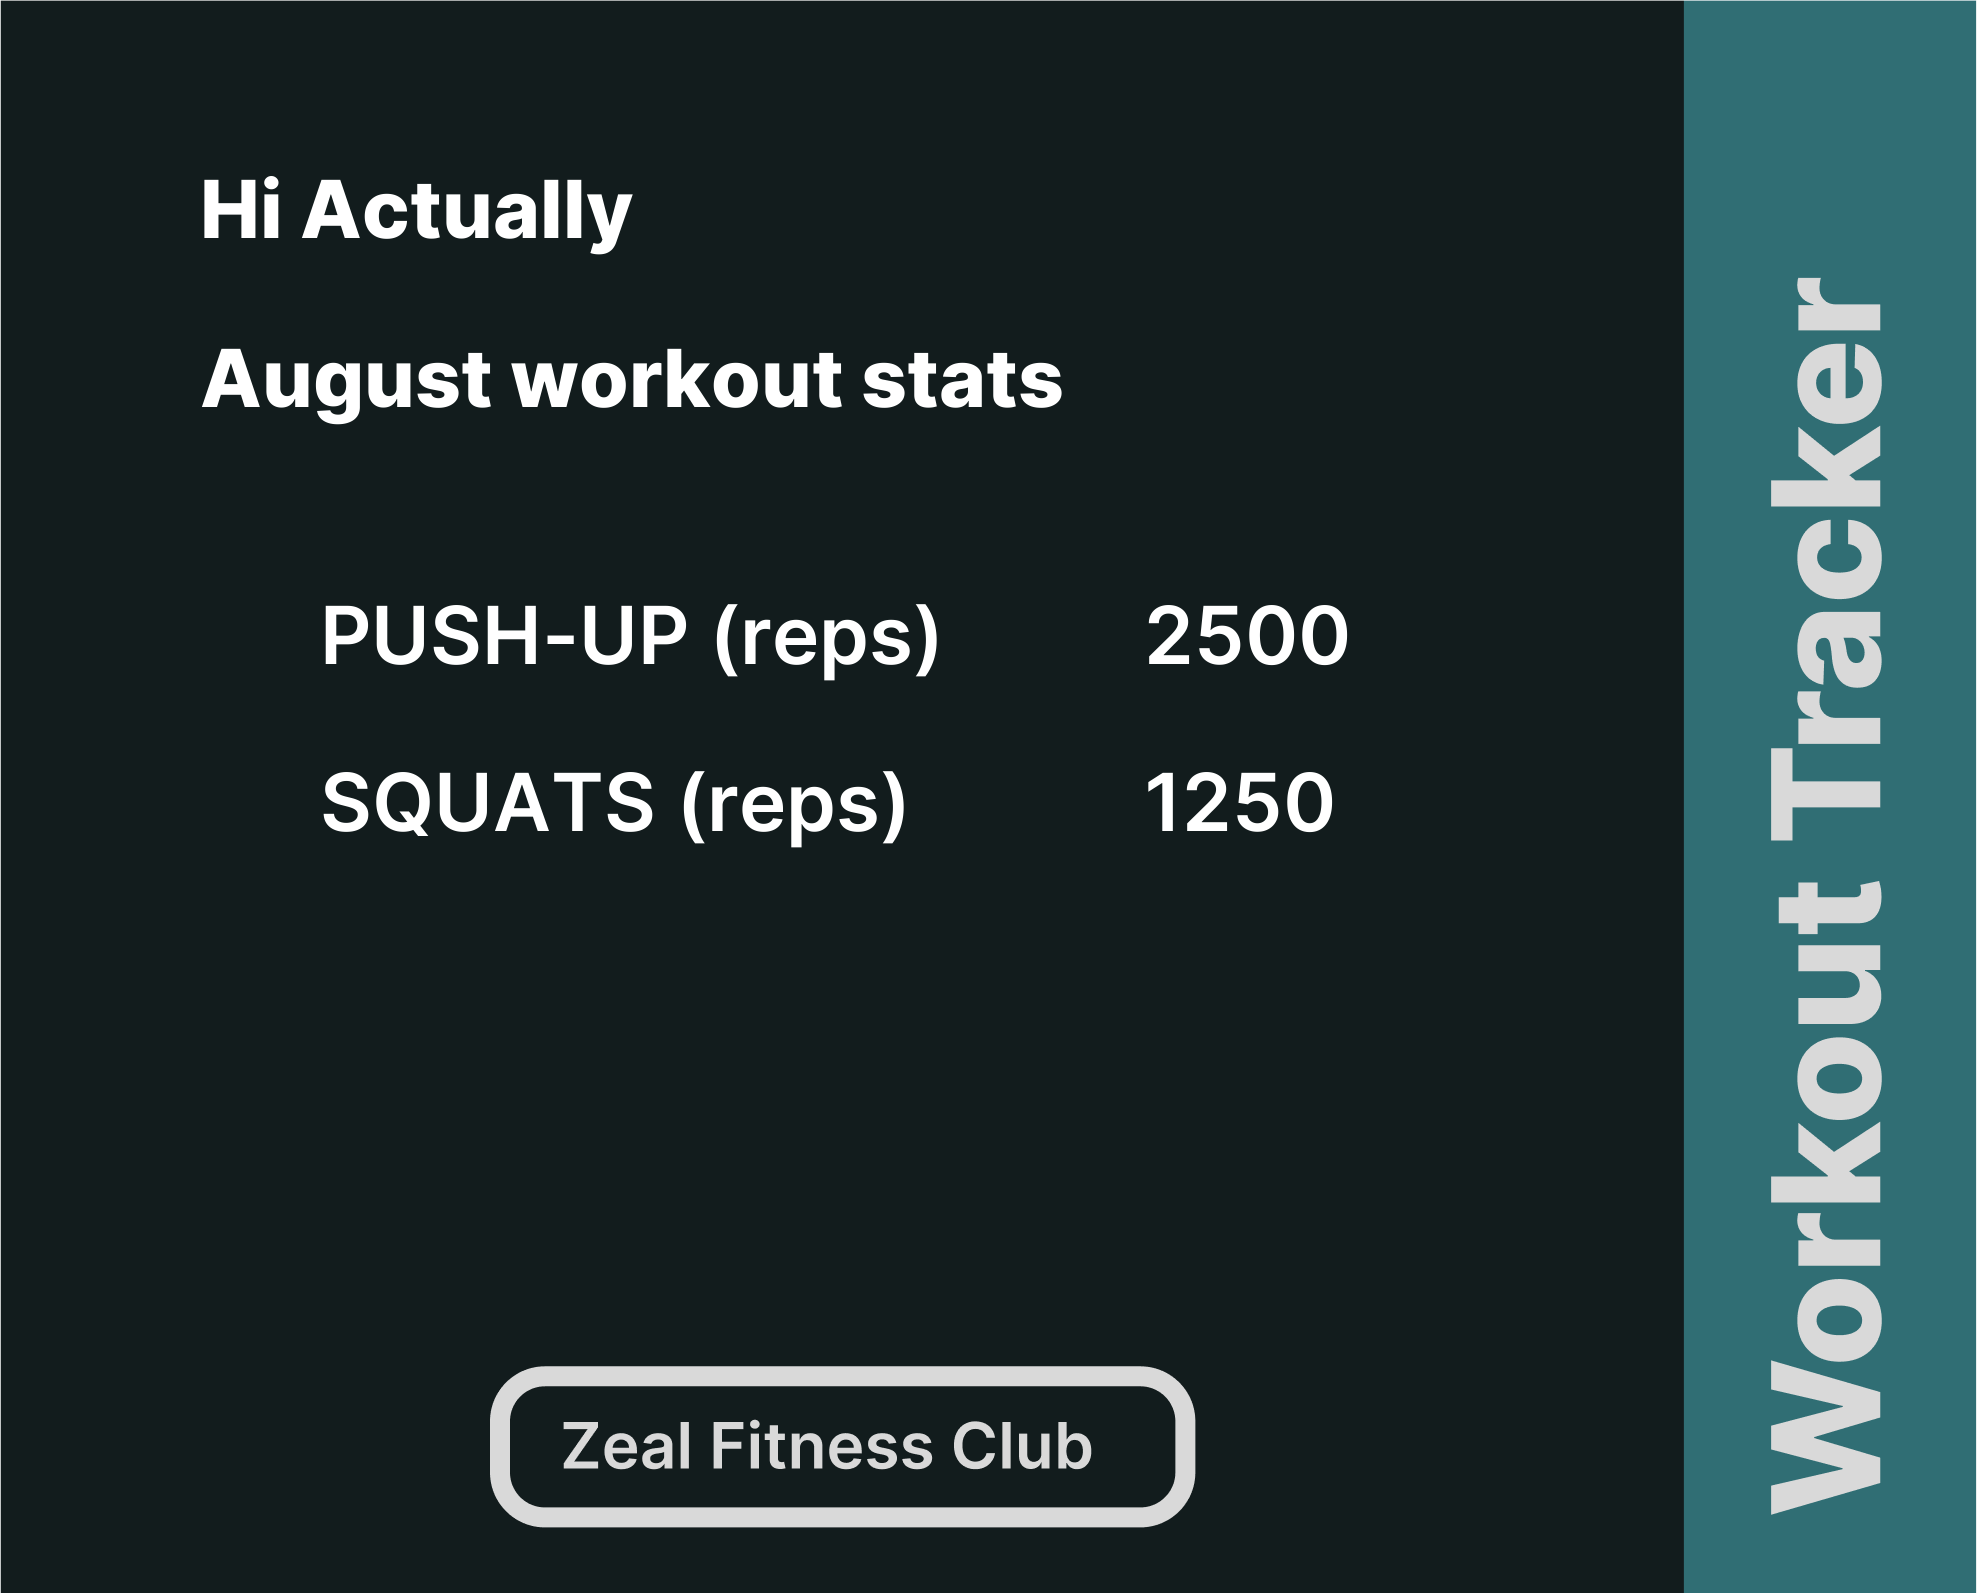 Hi Actually
August workout stats
PUSH-UP (reps) 2500
SQUATS (reps) 1250
Zeal Fitness Club
Workout Tracker